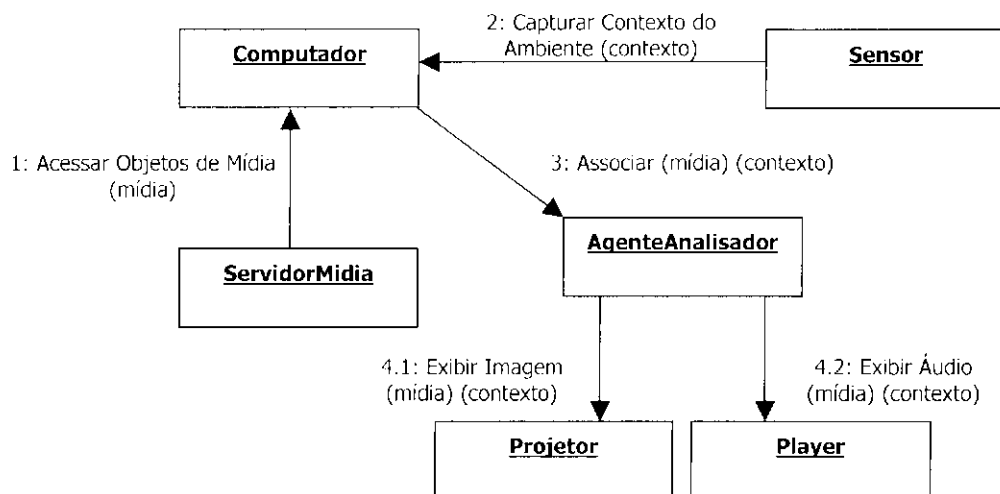 2: Capturar Contexto do
Ambiente (contexto)
Computador
Sensor
1: Acessar Objetos de Mídia
(mídia)
3: Associar (mídia) (contexto)
AgenteAnalisador
ServidorMidia
4.1: Exibir Imagem
(mídia) (contexto)
4.2: Exibir Áudio
(mídia) (contexto)
Projetor
Player